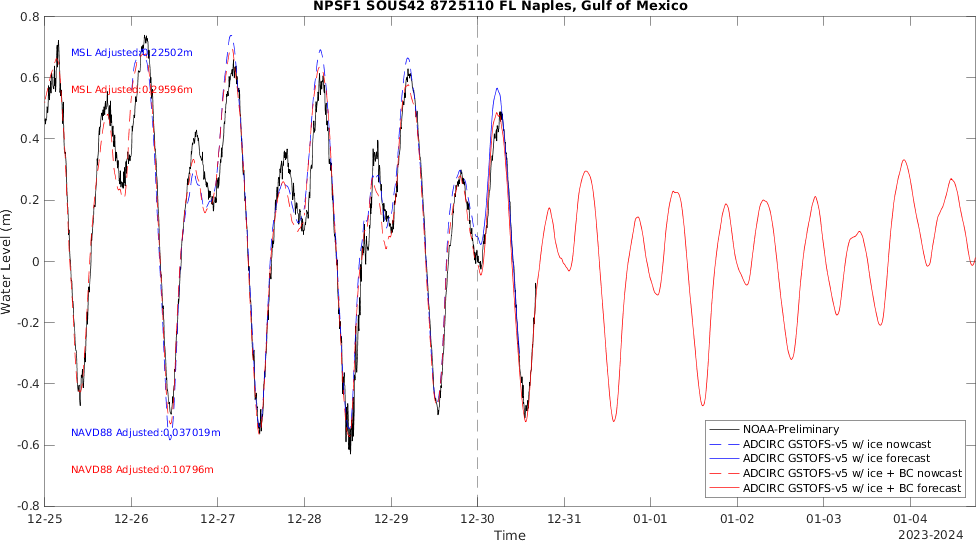 NPSF1 SOUS42 8725110 FL Naples, Gulf of Mexico
Water Level (m)
0.8
0.6
0.4
0.2
0
-0.2
-0.4
-0.6
-0.8
MSL Adjusted:0.22502m
MSL Adjusted:0.29596m
NAVD88 Adjusted:0.037019m
NAVD88 Adjusted:0.10796m
NOAA-Preliminary
ADCIRC GSTOFS-v5 w/ ice nowcast
ADCIRC GSTOFS-v5 w/ ice forecast
ADCIRC GSTOFS-v5 w/ ice + BC nowcast
ADCIRC GSTOFS-v5 w/ ice + BC forecast
12-25 12-26 12-27 12-28 12-29 12-30 12-31 01-01 01-02 01-03 01-04
Time
2023-2024